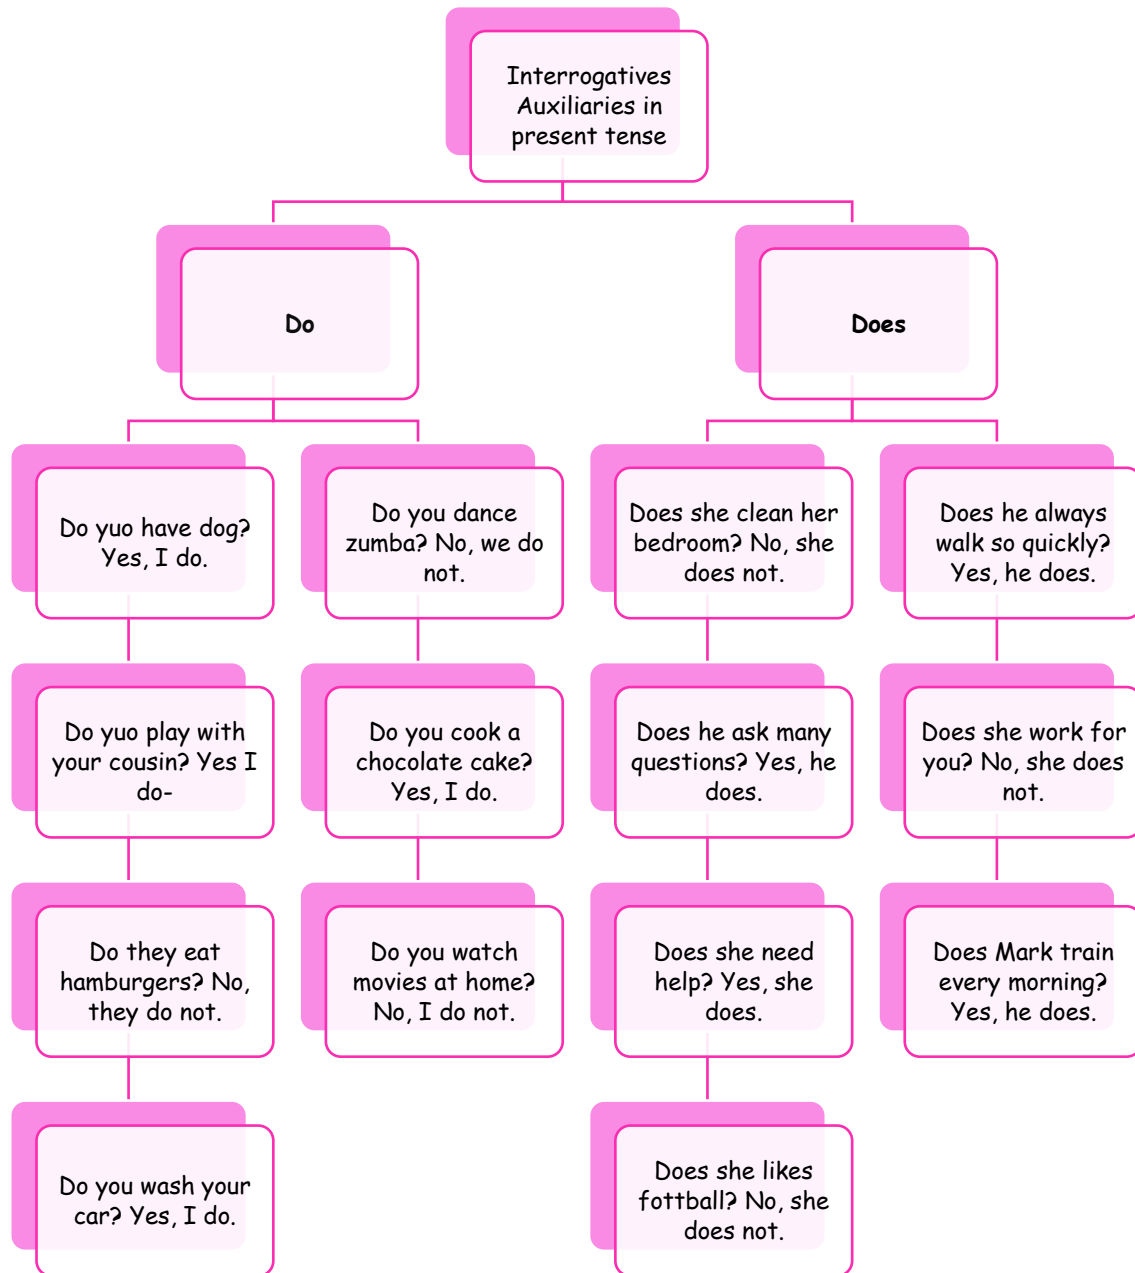 Interrogatives
Auxiliaries in
present tense
Do
Does
Do yuo have dog?
Yes, I do.
Do you dance
zumba? No, we do
not.
Does she clean her
bedroom? No, she
does not.
Does he always
walk so quickly?
Yes, he does.
Do yuo play with
your cousin? Yes I
do-
Do you cook a
chocolate cake?
Yes, I do.
Does he ask many
questions? Yes, he
does.
Does she work for
you? No, she does
not.
Do they eat
hamburgers? No,
they do not.
Do you watch
movies at home?
No, I do not.
Does she need
help? Yes, she
does.
Does Mark train
every morning?
Yes, he does.
Do you wash your
car? Yes, I do.
Does she likes
fottball? No, she
does not.